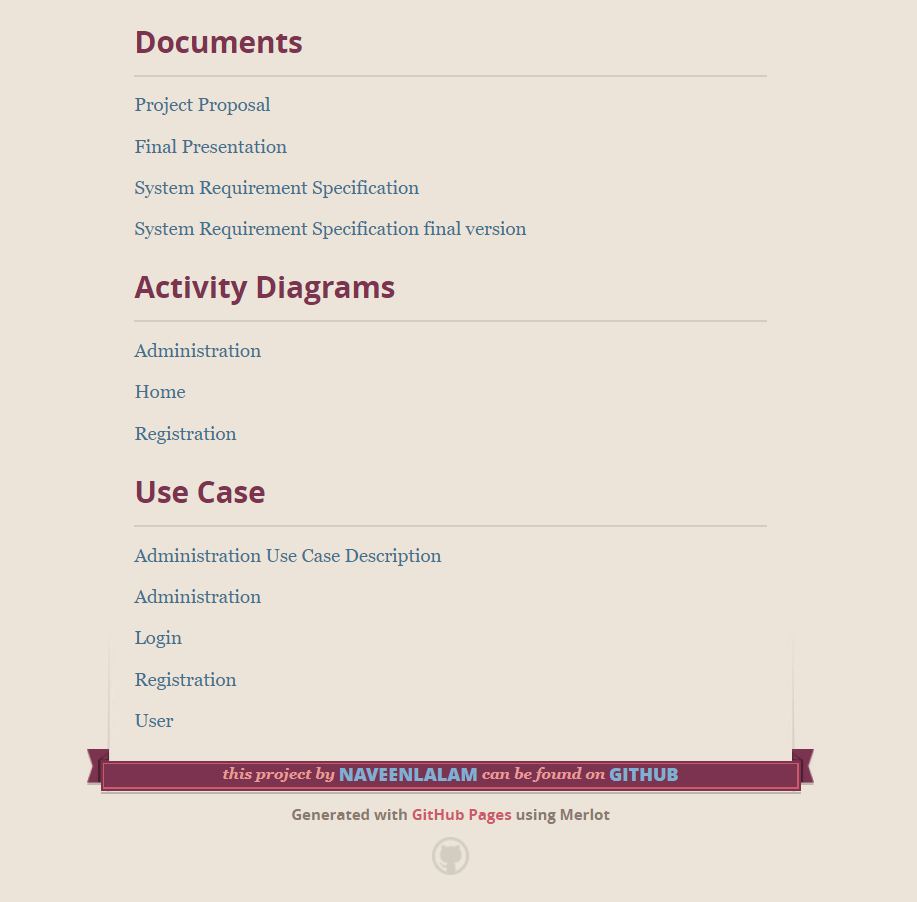 Documents
Project Proposal
Final Presentation
System Requirement Specification
System Requirement Specification final version
Activity Diagrams
Administration
Home
Registration
Use Case
Administration Use Case Description
Administration
Login
Registration
User
this project by NAVEENLALAM can be found on GITHUB
Generated with GitHub Pages using Merlot